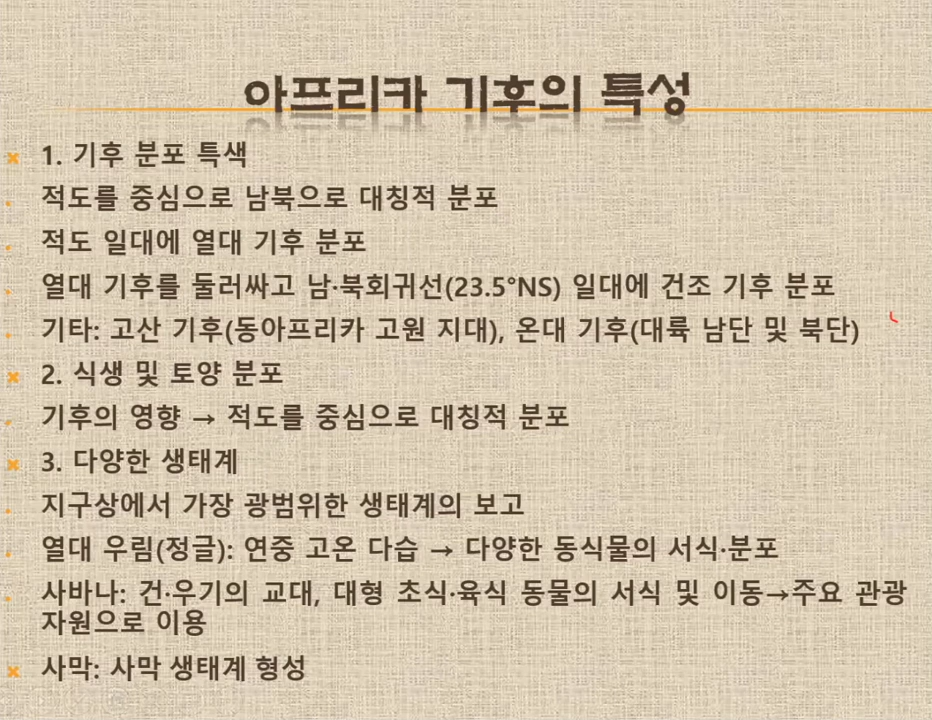 아프리카 기후의 특성
1. 기후 분포 특색
적도를 중심으로 남북으로 대칭적 분포
적도 일대에 열대 기후 분포
열대 기후를 둘러싸고 남·북회귀선(23.5°NS) 일대에 건조 기후 분포
기타: 고산 기후(동아프리카 고원 지대), 온대 기후(대륙 남단 및 북단)
2. 식생 및 토양 분포
기후의 영향 → 적도를 중심으로 대칭적 분포
3. 다양한 생태계
지구상에서 가장 광범위한 생태계의 보고
열대 우림(정글): 연중 고온 다습 → 다양한 동식물의 서식·분포
사바나: 건·우기의 교대, 대형 초식·육식 동물의 서식 및 이동→주요 관광
자원으로 이용
사막: 사막 생태계 형성